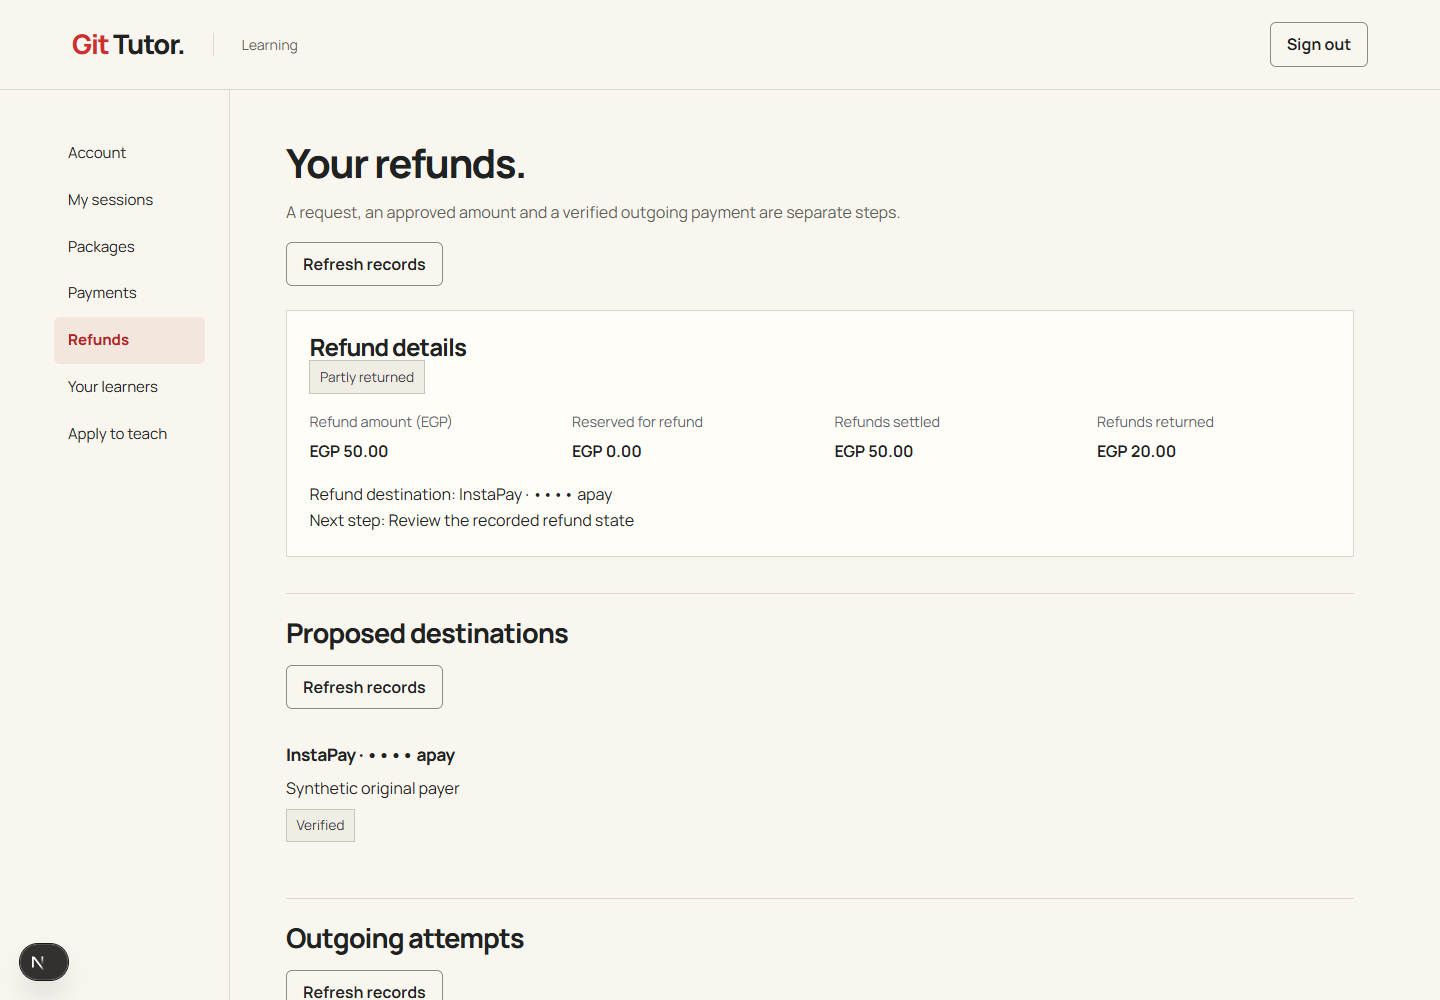 Git Tutor.
Learning
Sign out
Account
My sessions
Packages
Payments
Refunds
Your learners
Apply to teach
Your refunds.
A request, an approved amount and a verified outgoing payment are separate steps.
Refresh records
Refund details
Partly returned
Refund amount (EGP)
EGP 50.00
Reserved for refund
EGP 0.00
Refunds settled
EGP 50.00
Refunds returned
EGP 20.00
Refund destination: InstaPay · •••• apay
Next step: Review the recorded refund state
Proposed destinations
Refresh records
InstaPay · •••• apay
Synthetic original payer
Verified
Outgoing attempts
Refresh records
N